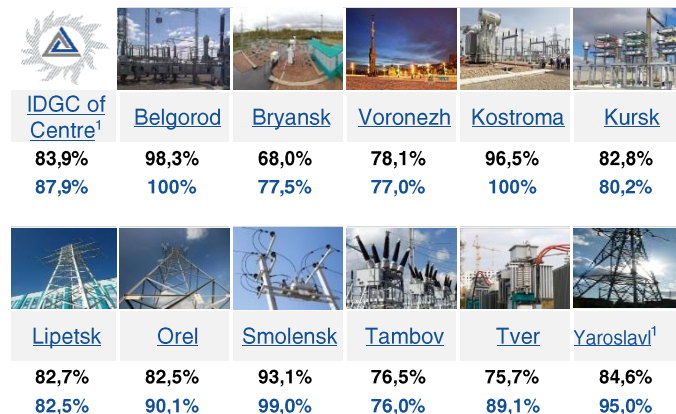 IDGC of Centre¹ Belgorod Bryansk Voronezh Kostroma Kursk
83,9% 98,3% 68,0% 78,1% 96,5% 82,8%
87,9% 100% 77,5% 77,0% 100% 80,2%
Lipetsk Orel Smolensk Tambov Tver Yaroslavl¹
82,7% 82,5% 93,1% 76,5% 75,7% 84,6%
82,5% 90,1% 99,0% 76,0% 89,1% 95,0%